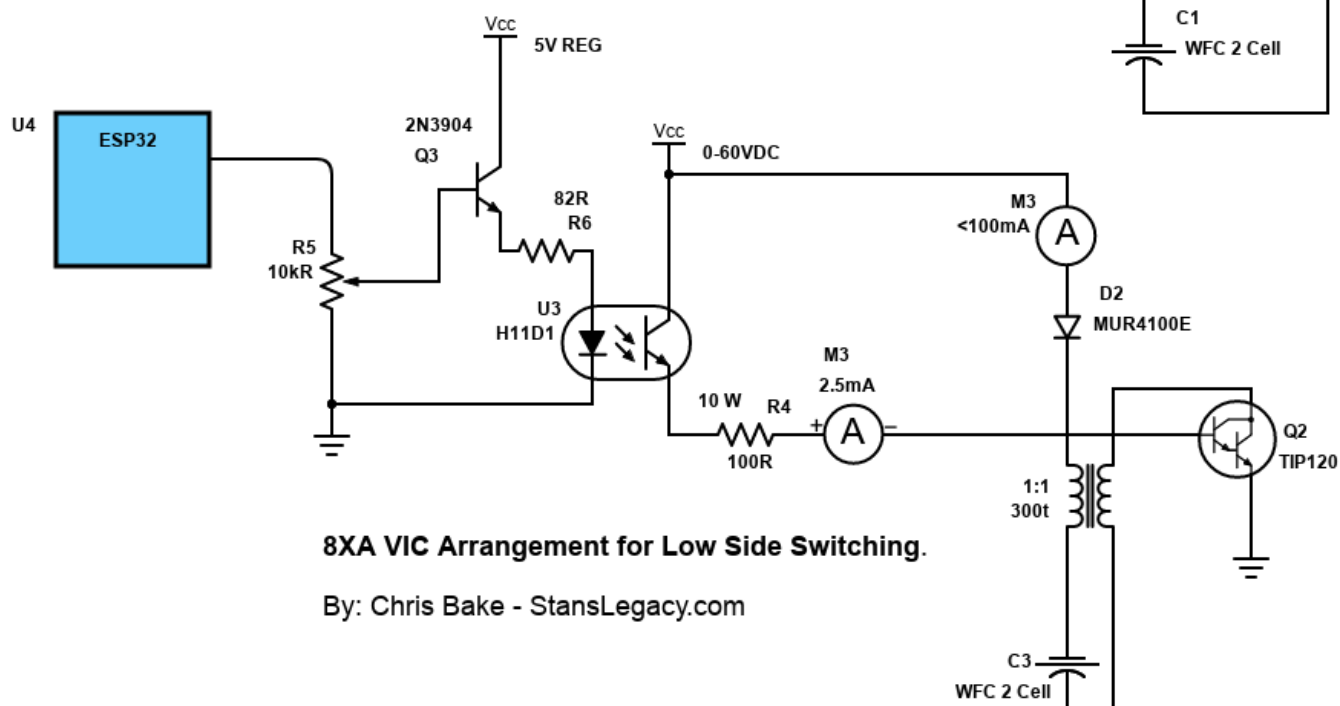 C1
WFC 2 Cell
Vcc
5V REG
U4
ESP32
2N3904
Q3
Vcc
0-60VDC
82R
R6
M3
<100mA
A
R5
10kR
U3
H11D1
D2
MUR4100E
M3
2.5mA
10 W
R4
+
A
−
100R
Q2
TIP120
1:1
300t
8XA VIC Arrangement for Low Side Switching.
By: Chris Bake - StansLegacy.com
C3
WFC 2 Cell